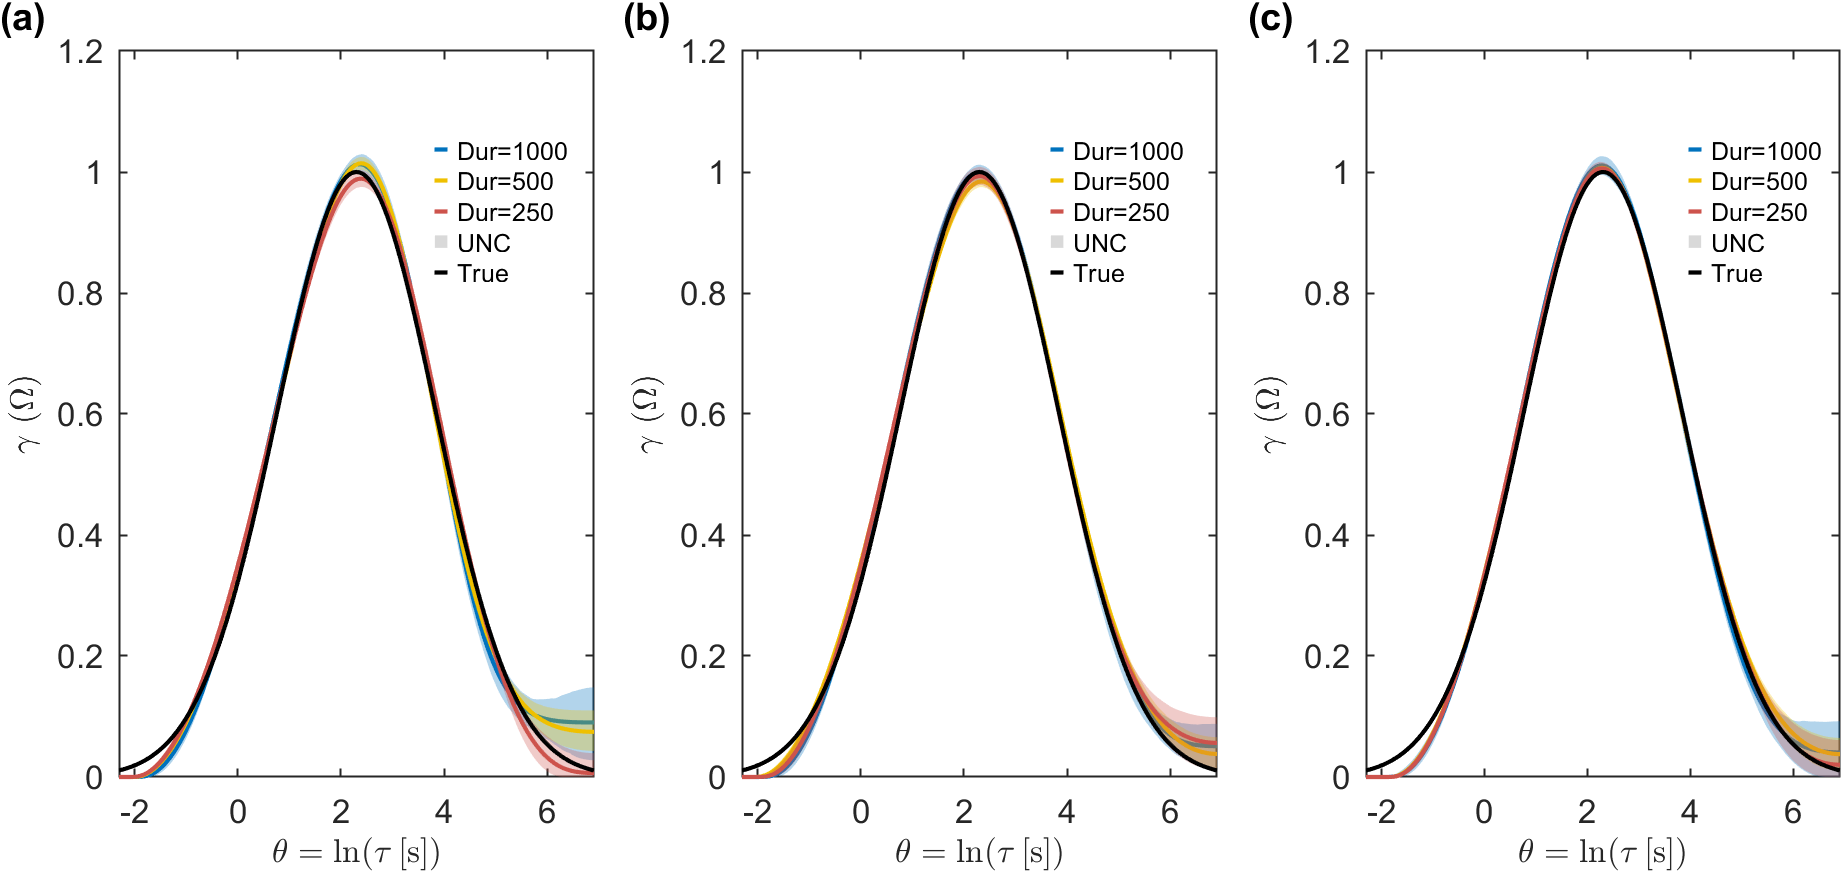 (a)
1.2
1
0.8
0.6
0.4
0.2
0
-2 0 2 4 6
γ (Ω)
θ = ln(τ [s])
Dur=1000
Dur=500
Dur=250
UNC
True
(b)
1.2
1
0.8
0.6
0.4
0.2
0
-2 0 2 4 6
γ (Ω)
θ = ln(τ [s])
Dur=1000
Dur=500
Dur=250
UNC
True
(c)
1.2
1
0.8
0.6
0.4
0.2
0
-2 0 2 4 6
γ (Ω)
θ = ln(τ [s])
Dur=1000
Dur=500
Dur=250
UNC
True